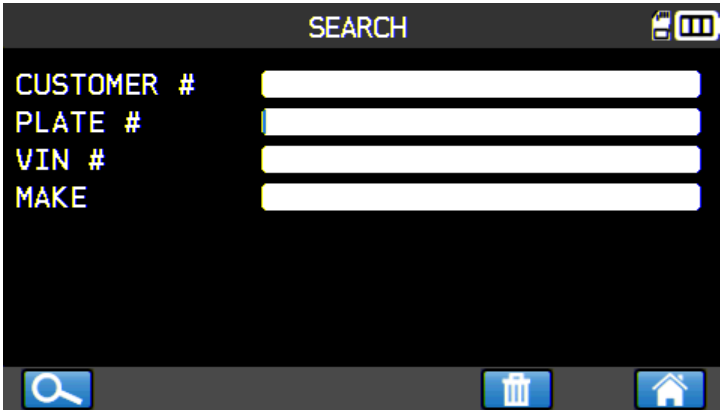 SEARCH
CUSTOMER #
PLATE #
VIN #
MAKE